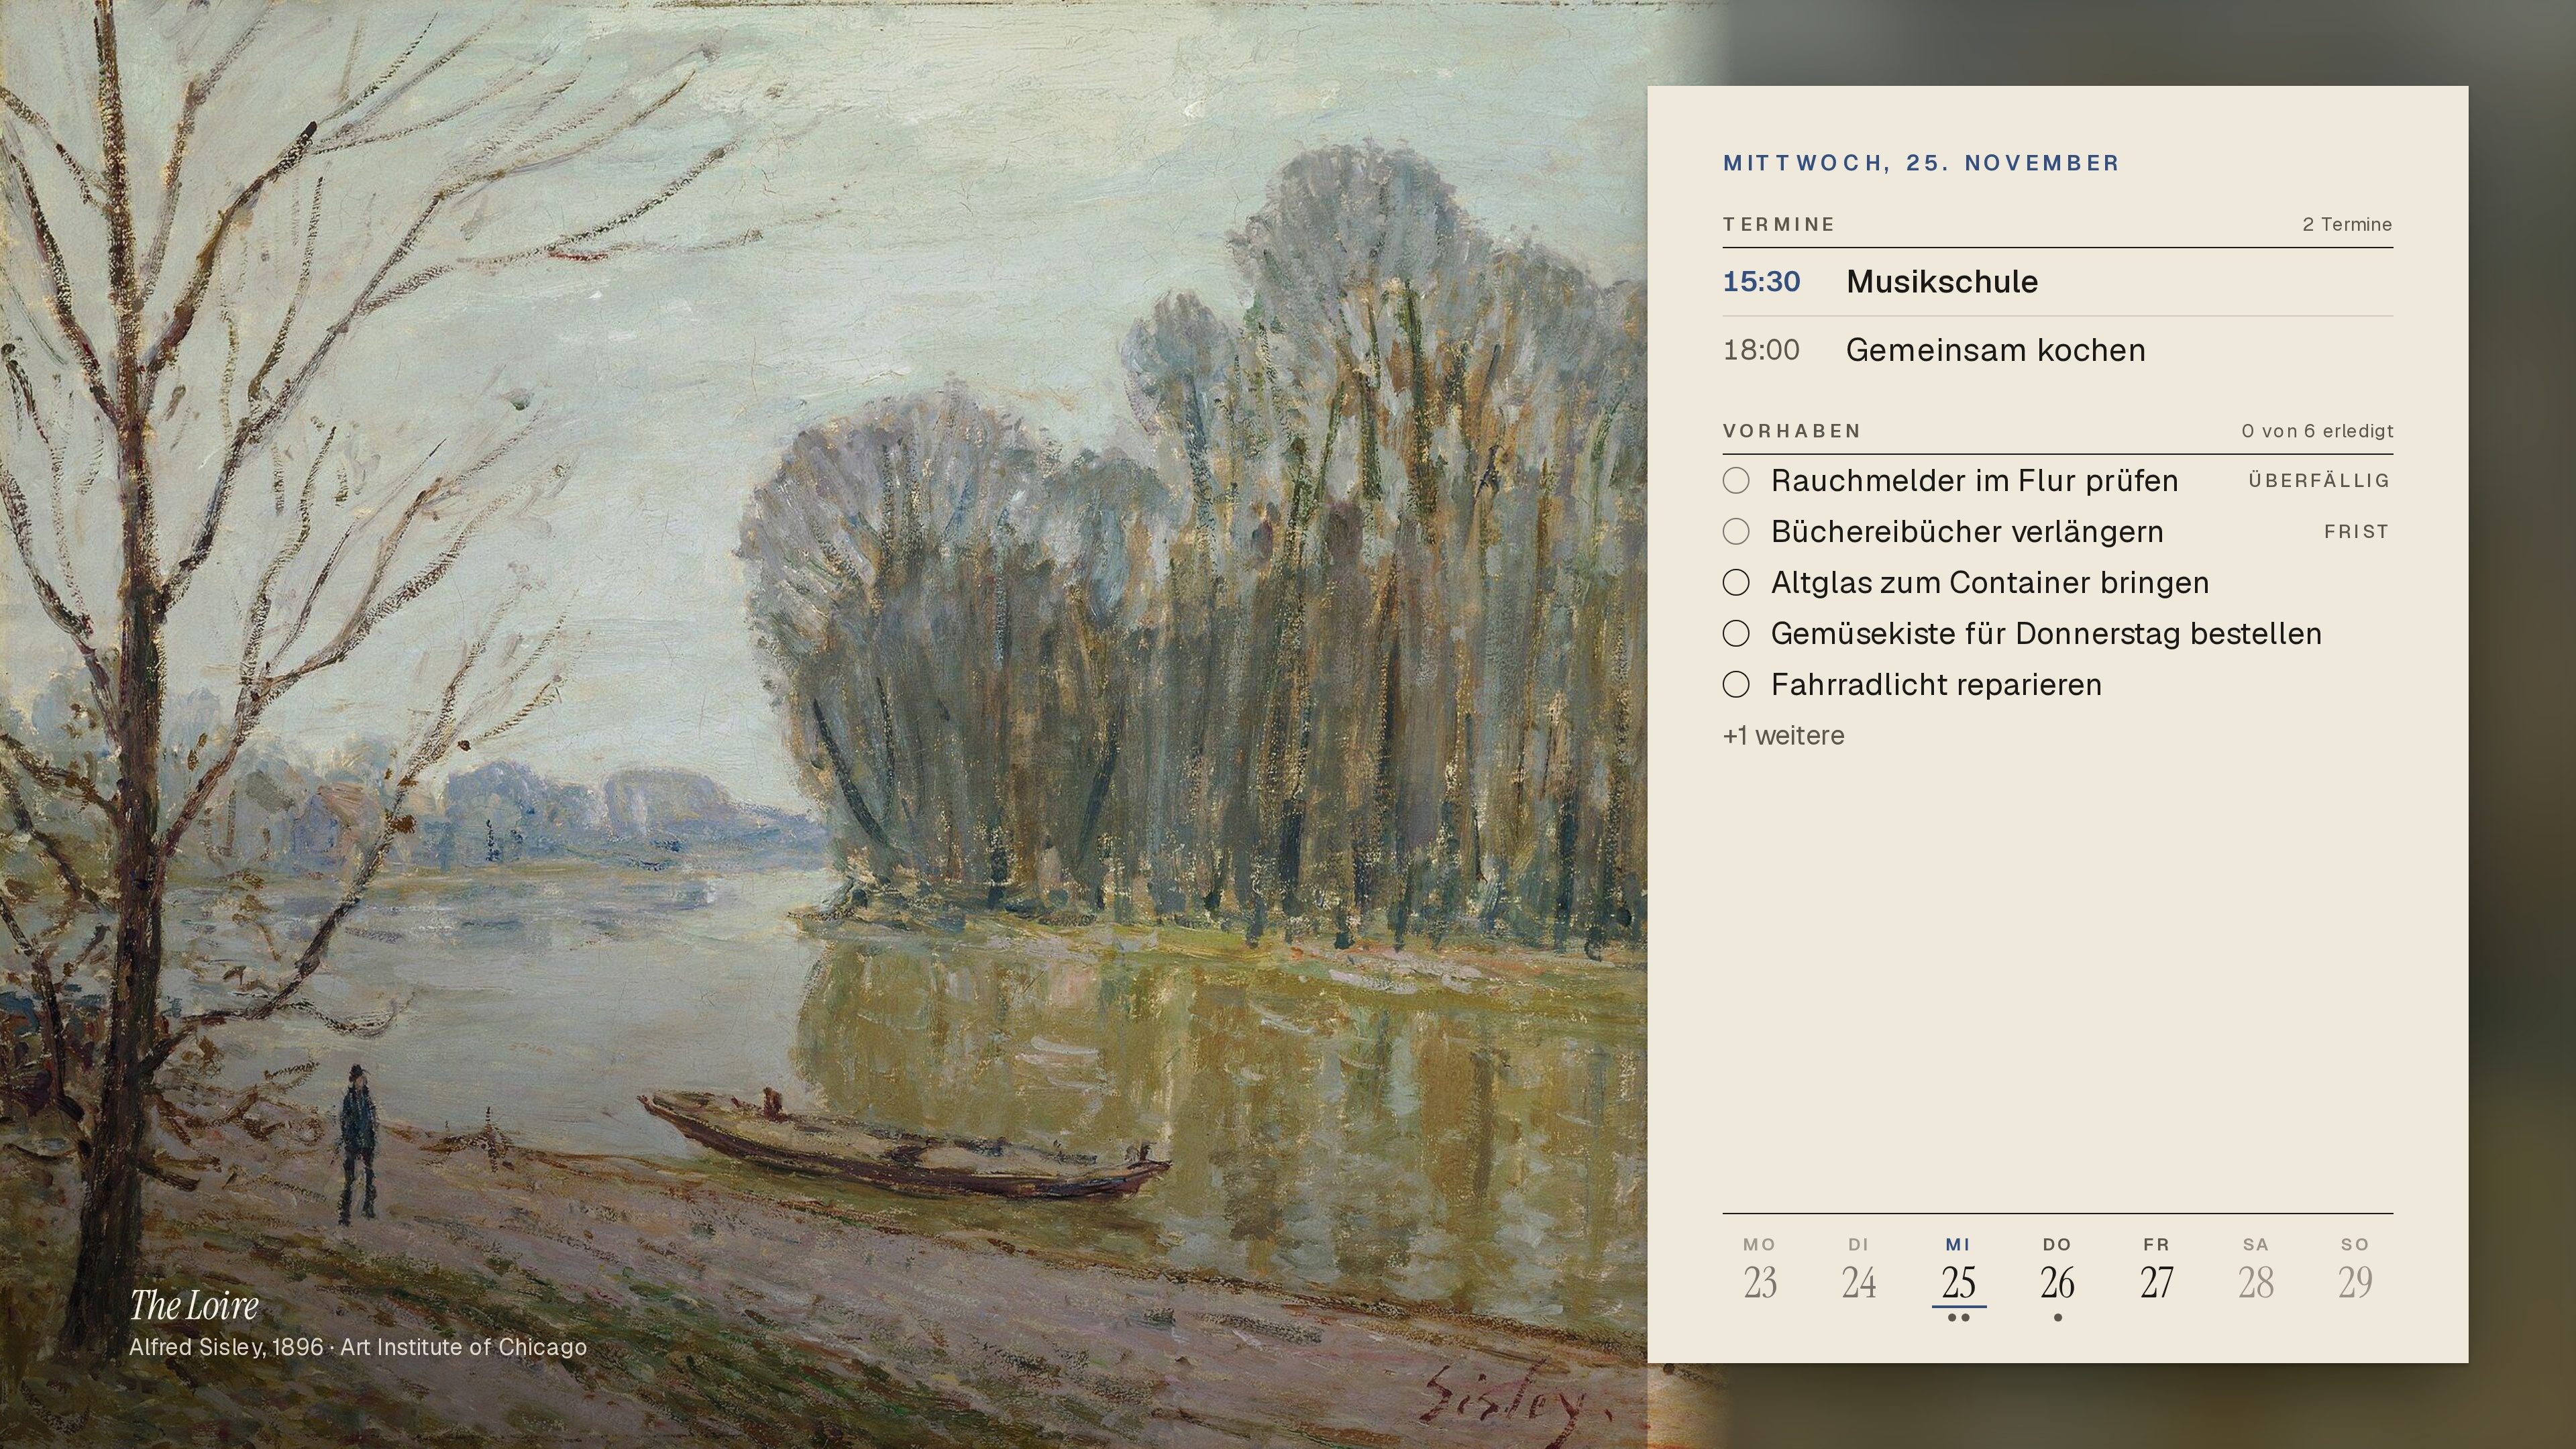 MITTWOCH, 25. NOVEMBER
TERMINE 2 Termine
15:30 Musikschule
18:00 Gemeinsam kochen
VORHABEN 0 von 6 erledigt
Rauchmelder im Flur prüfen ÜBERFÄLLIG
Büchereibücher verlängern FRIST
Altglas zum Container bringen
Gemüsekiste für Donnerstag bestellen
Fahrradlicht reparieren
+1 weitere
MO DI MI DO FR SA SO
23 24 25 26 27 28 29
The Loire
Alfred Sisley, 1896 · Art Institute of Chicago
Sisley.